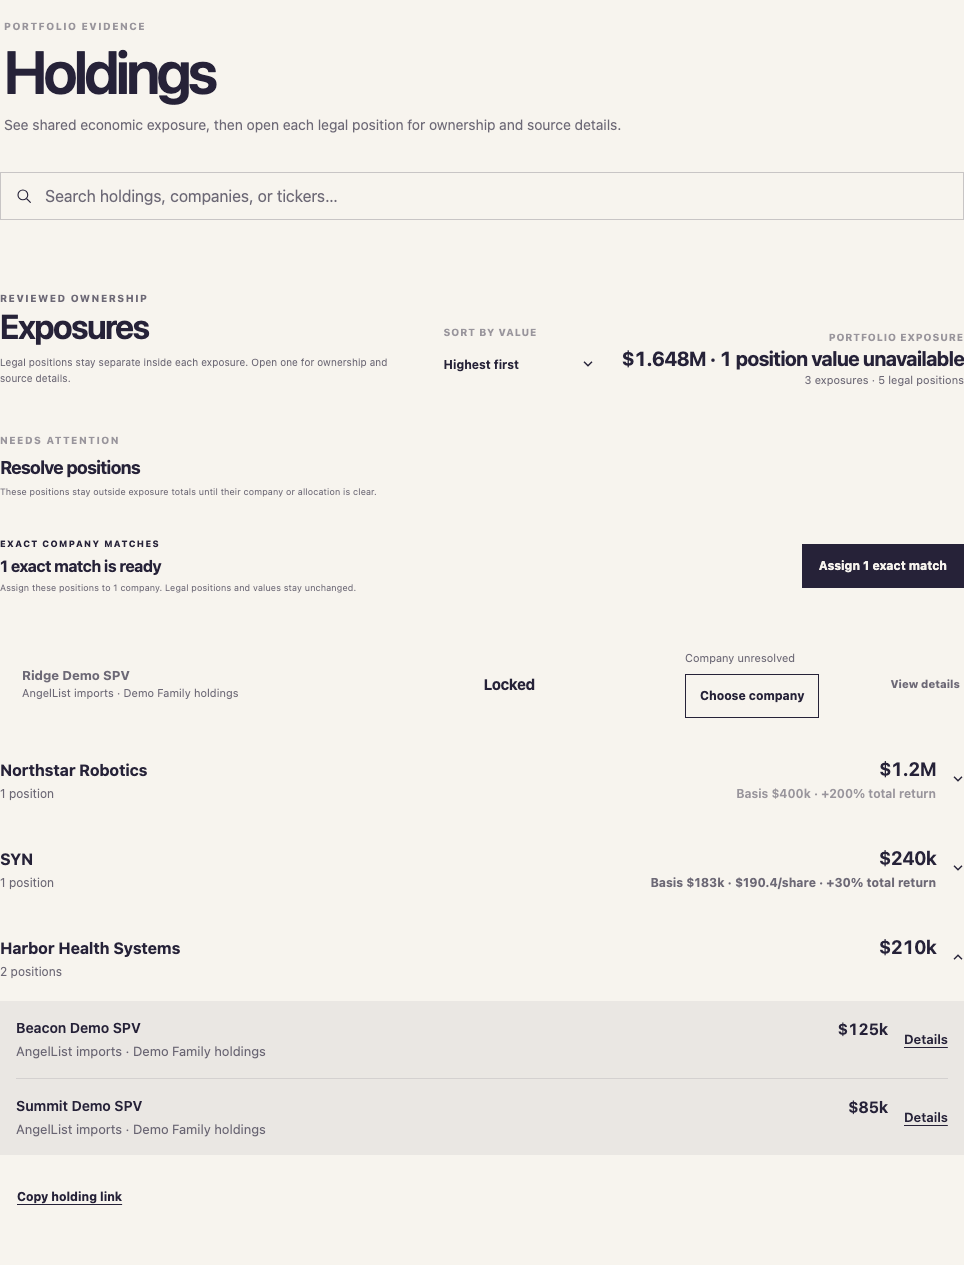 PORTFOLIO EVIDENCE
Holdings
See shared economic exposure, then open each legal position for ownership and source details.
Search holdings, companies, or tickers...
REVIEWED OWNERSHIP
Exposures
Legal positions stay separate inside each exposure. Open one for ownership and
source details.
SORT BY VALUE
Highest first
PORTFOLIO EXPOSURE
$1.648M · 1 position value unavailable
3 exposures · 5 legal positions
NEEDS ATTENTION
Resolve positions
These positions stay outside exposure totals until their company or allocation is clear.
EXACT COMPANY MATCHES
1 exact match is ready
Assign these positions to 1 company. Legal positions and values stay unchanged.
Assign 1 exact match
Ridge Demo SPV
AngelList imports · Demo Family holdings
Locked
Company unresolved
Choose company
View details
Northstar Robotics
1 position
$1.2M
Basis $400k · +200% total return
SYN
1 position
$240k
Basis $183k · $190.4/share · +30% total return
Harbor Health Systems
2 positions
$210k
Beacon Demo SPV
AngelList imports · Demo Family holdings
$125k
Details
Summit Demo SPV
AngelList imports · Demo Family holdings
$85k
Details
Copy holding link